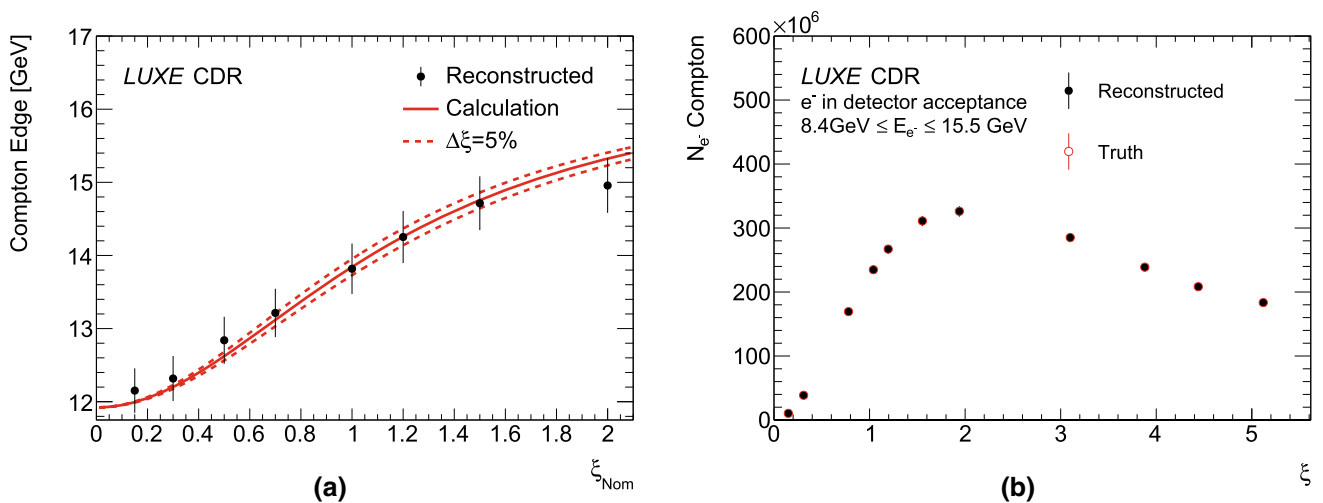 Compton Edge [GeV]
17
16
15
14
13
12
LUXE CDR
Reconstructed
Calculation
Δξ=5%
0 0.2 0.4 0.6 0.8 1 1.2 1.4 1.6 1.8 2
ξNom
(a)
N e- Compton
×10⁶
600
500
400
300
200
100
0
LUXE CDR
e⁻ in detector acceptance
8.4GeV ≤ E e- ≤ 15.5 GeV
Reconstructed
Truth
0 1 2 3 4 5
ξ
(b)